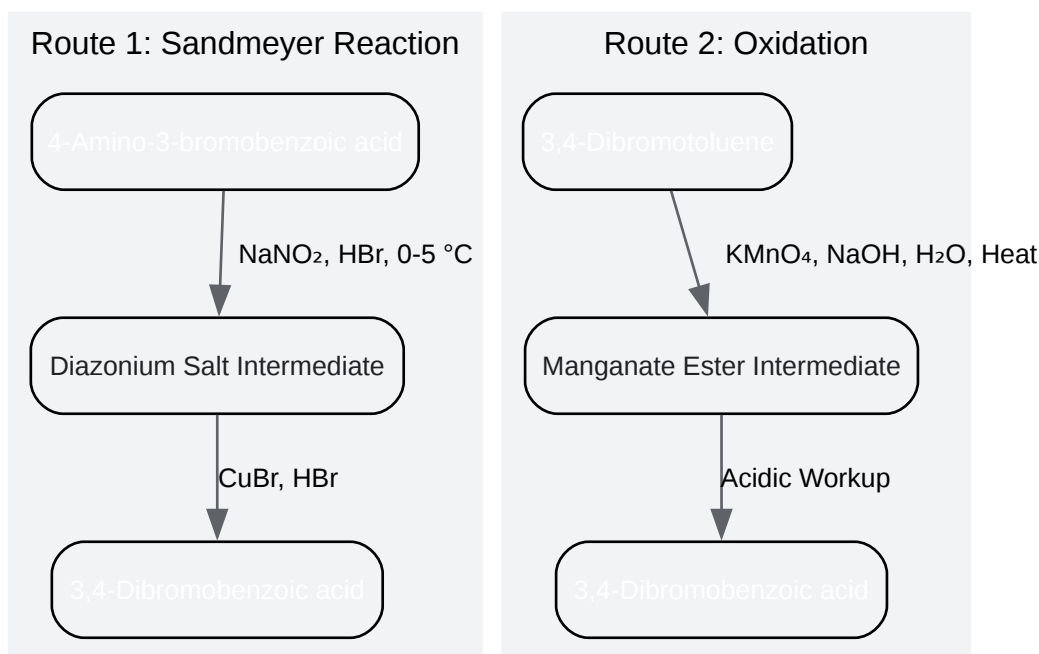 Route 1: Sandmeyer Reaction
4-Amino-3-bromobenzoic acid
NaNO₂, HBr, 0-5 °C
Diazonium Salt Intermediate
CuBr, HBr
3,4-Dibromobenzoic acid
Route 2: Oxidation
3,4-Dibromotoluene
KMnO₄, NaOH, H₂O, Heat
Manganate Ester Intermediate
Acidic Workup
3,4-Dibromobenzoic acid